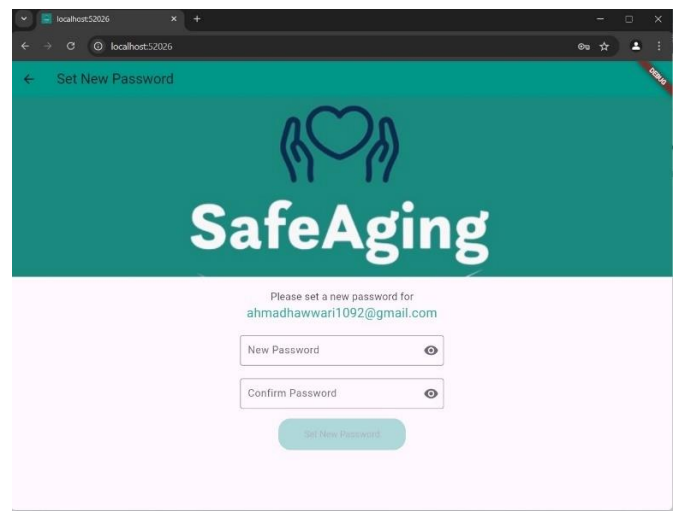 localhost:52026
localhost:52026
Set New Password
DEBUG
SafeAging
Please set a new password for
ahmadhawwari1092@gmail.com
New Password
Confirm Password
Set New Password